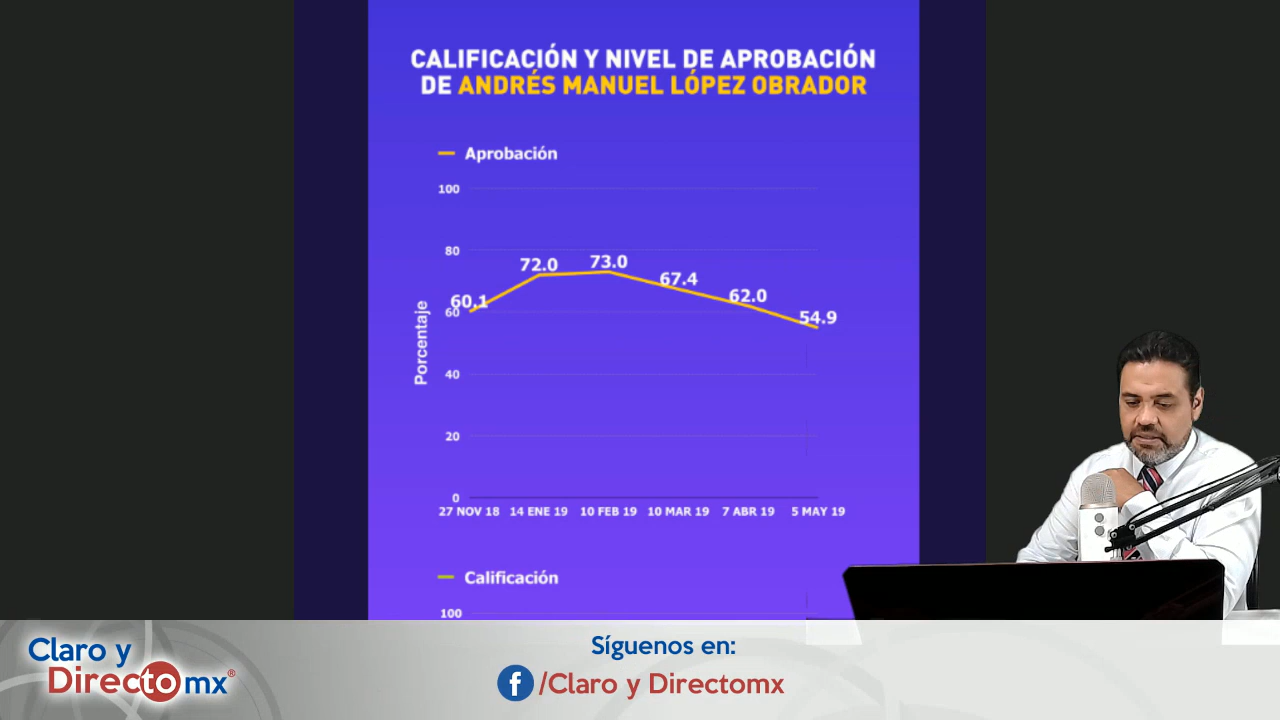 CALIFICACIÓN Y NIVEL DE APROBACIÓN
DE ANDRÉS MANUEL LÓPEZ OBRADOR
Aprobación
100
80
60
40
20
0
Porcentaje
60.1
72.0
73.0
67.4
62.0
54.9
27 NOV 18 14 ENE 19 10 FEB 19 10 MAR 19 7 ABR 19 5 MAY 19
Calificación
100
Claro y
Directomx®
Síguenos en:
f /Claro y Directomx